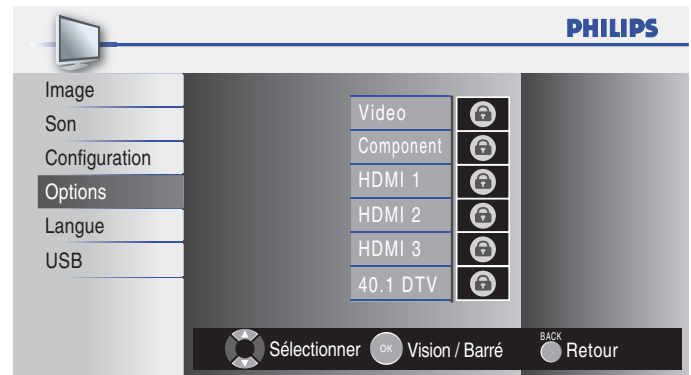 PHILIPS
Image
Son
Configuration
Options
Langue
USB
Video
Component
HDMI 1
HDMI 2
HDMI 3
40.1 DTV
Sélectionner OK Vision / Barré BACK Retour